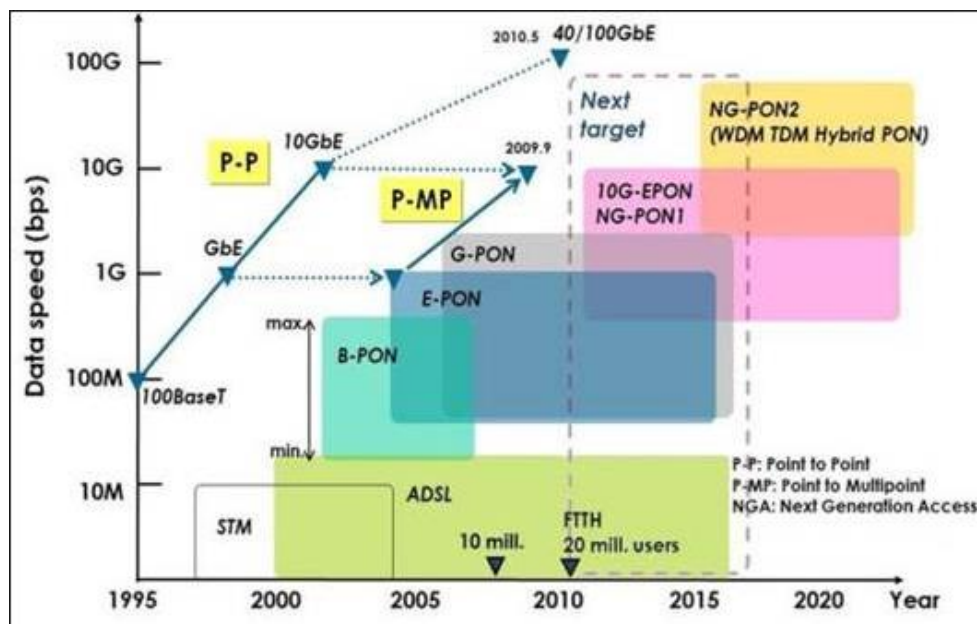 2010.5 40/100GbE
100G
Next
target
NG-PON2
(WDM TDM Hybrid PON)
10GbE
P-P
2009.9
10G
P-MP
10G-EPON
NG-PON1
GbE
G-PON
1G
E-PON
max.
B-PON
100M
100BaseT
min.
P-P: Point to Point
P-MP: Point to Multipoint
NGA: Next Generation Access
10M
ADSL
STM
10 mill.
FTTH
20 mill. users
Data speed (bps)
1995 2000 2005 2010 2015 2020 Year